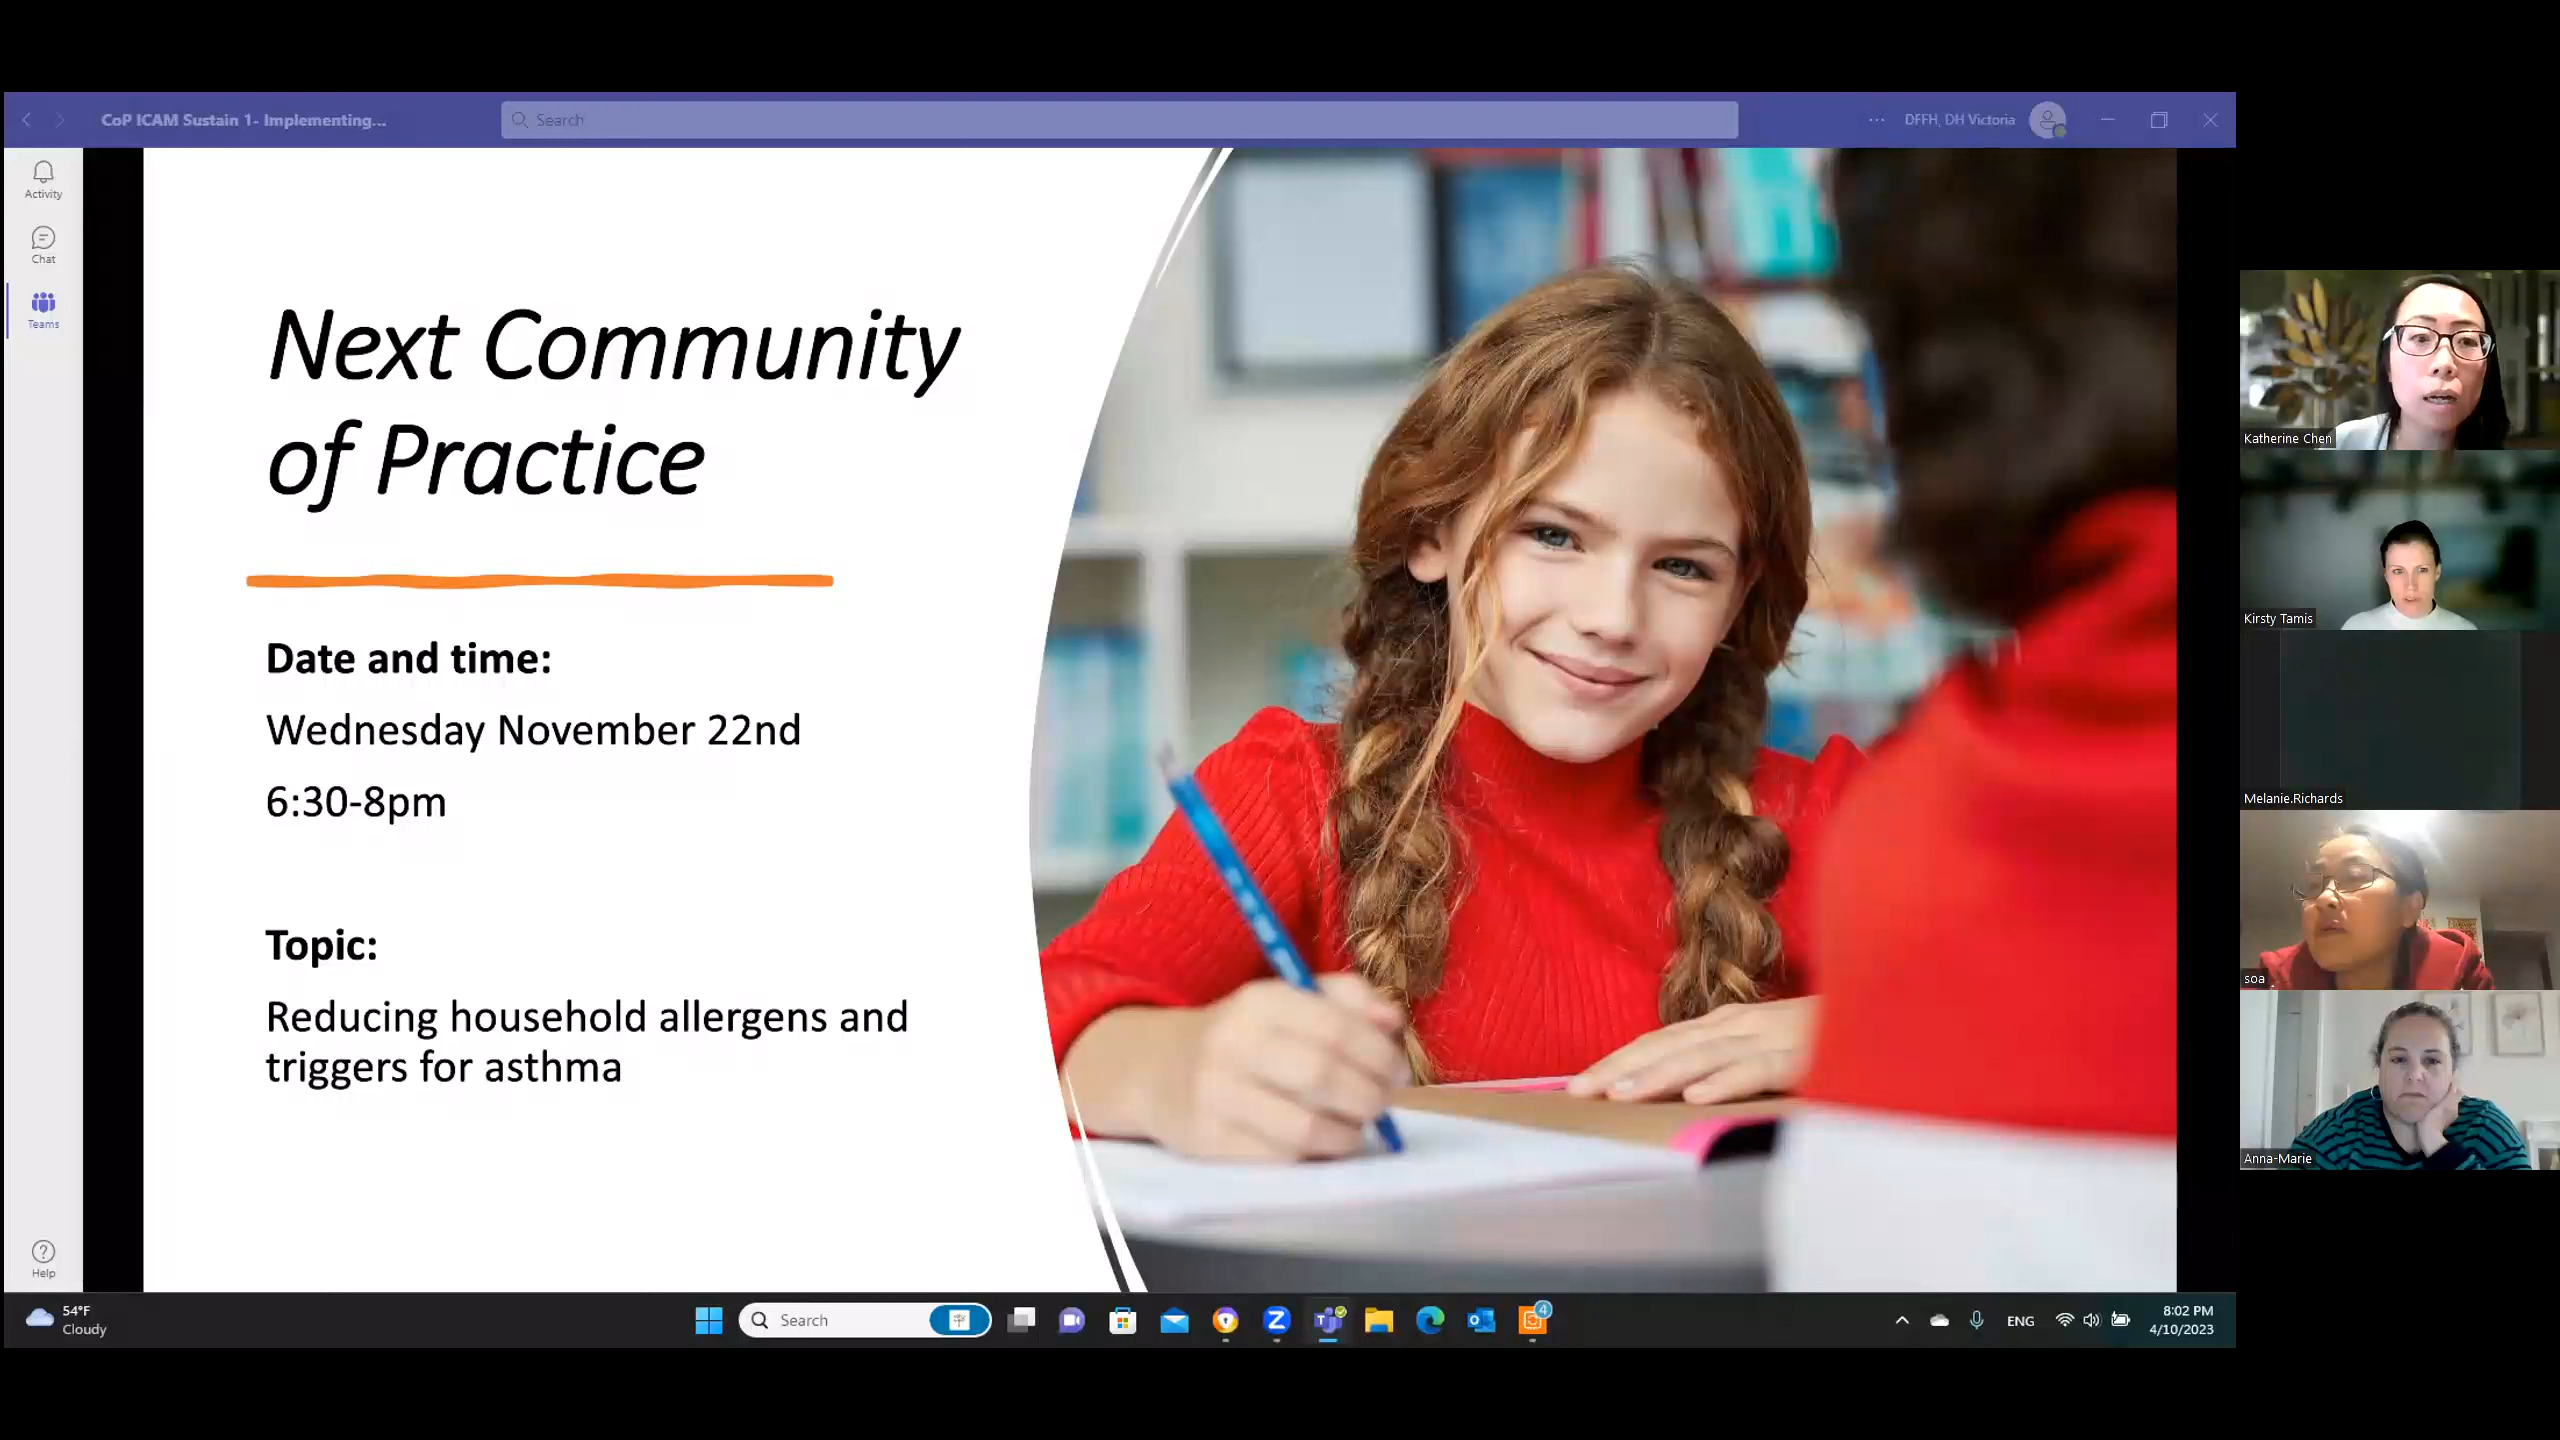 CoP ICAM Sustain 1- Implementing...
Search
DFFH, DH Victoria
Activity
Chat
Teams
Help
Next Community
of Practice
Date and time:
Wednesday November 22nd
6:30-8pm
Topic:
Reducing household allergens and
triggers for asthma
Katherine Chen
Kirsty Tamis
Melanie.Richards
soa
Anna-Marie
54°F
Cloudy
Search
4
ENG
8:02 PM
4/10/2023